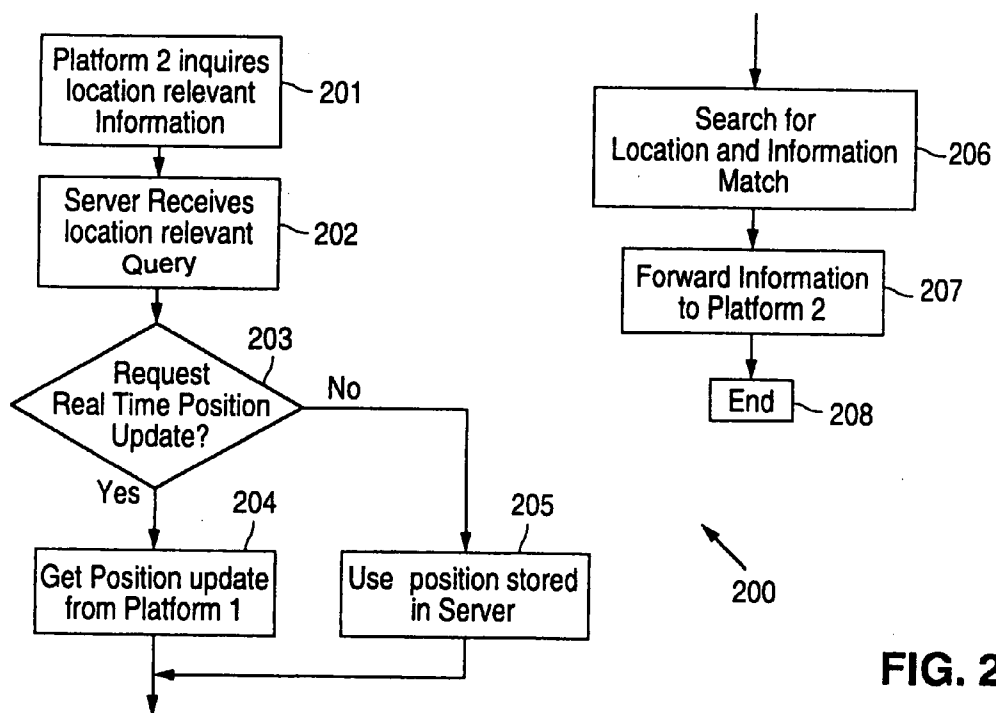 Platform 2 inquires
location relevant
Information
201
Server Receives
location relevant
Query
202
203
Request
Real Time Position
Update?
No
Yes
204
Get Position update
from Platform 1
205
Use position stored
in Server
Search for
Location and Information
Match
206
Forward Information
to Platform 2
207
End
208
200
FIG. 2